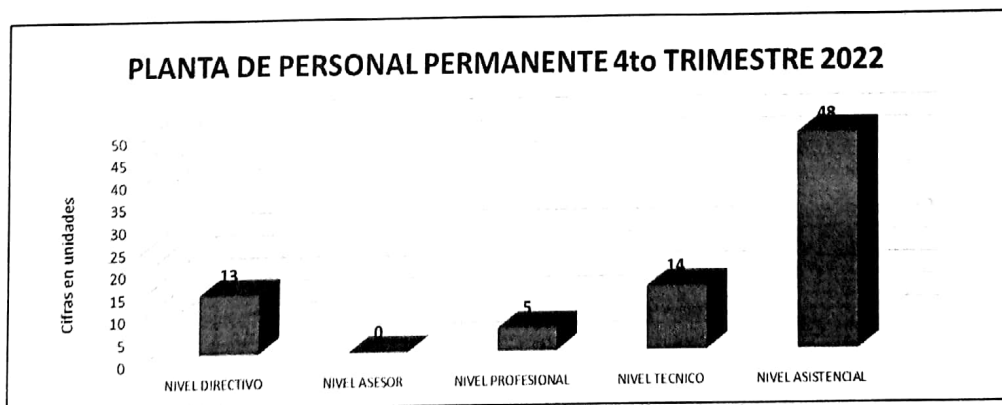 PLANTA DE PERSONAL PERMANENTE 4to TRIMESTRE 2022
Cifras en unidades
50
45
40
35
30
25
20
15
10
5
0
13
0
5
14
48
NIVEL DIRECTIVO
NIVEL ASESOR
NIVEL PROFESIONAL
NIVEL TECNICO
NIVEL ASISTENCIAL